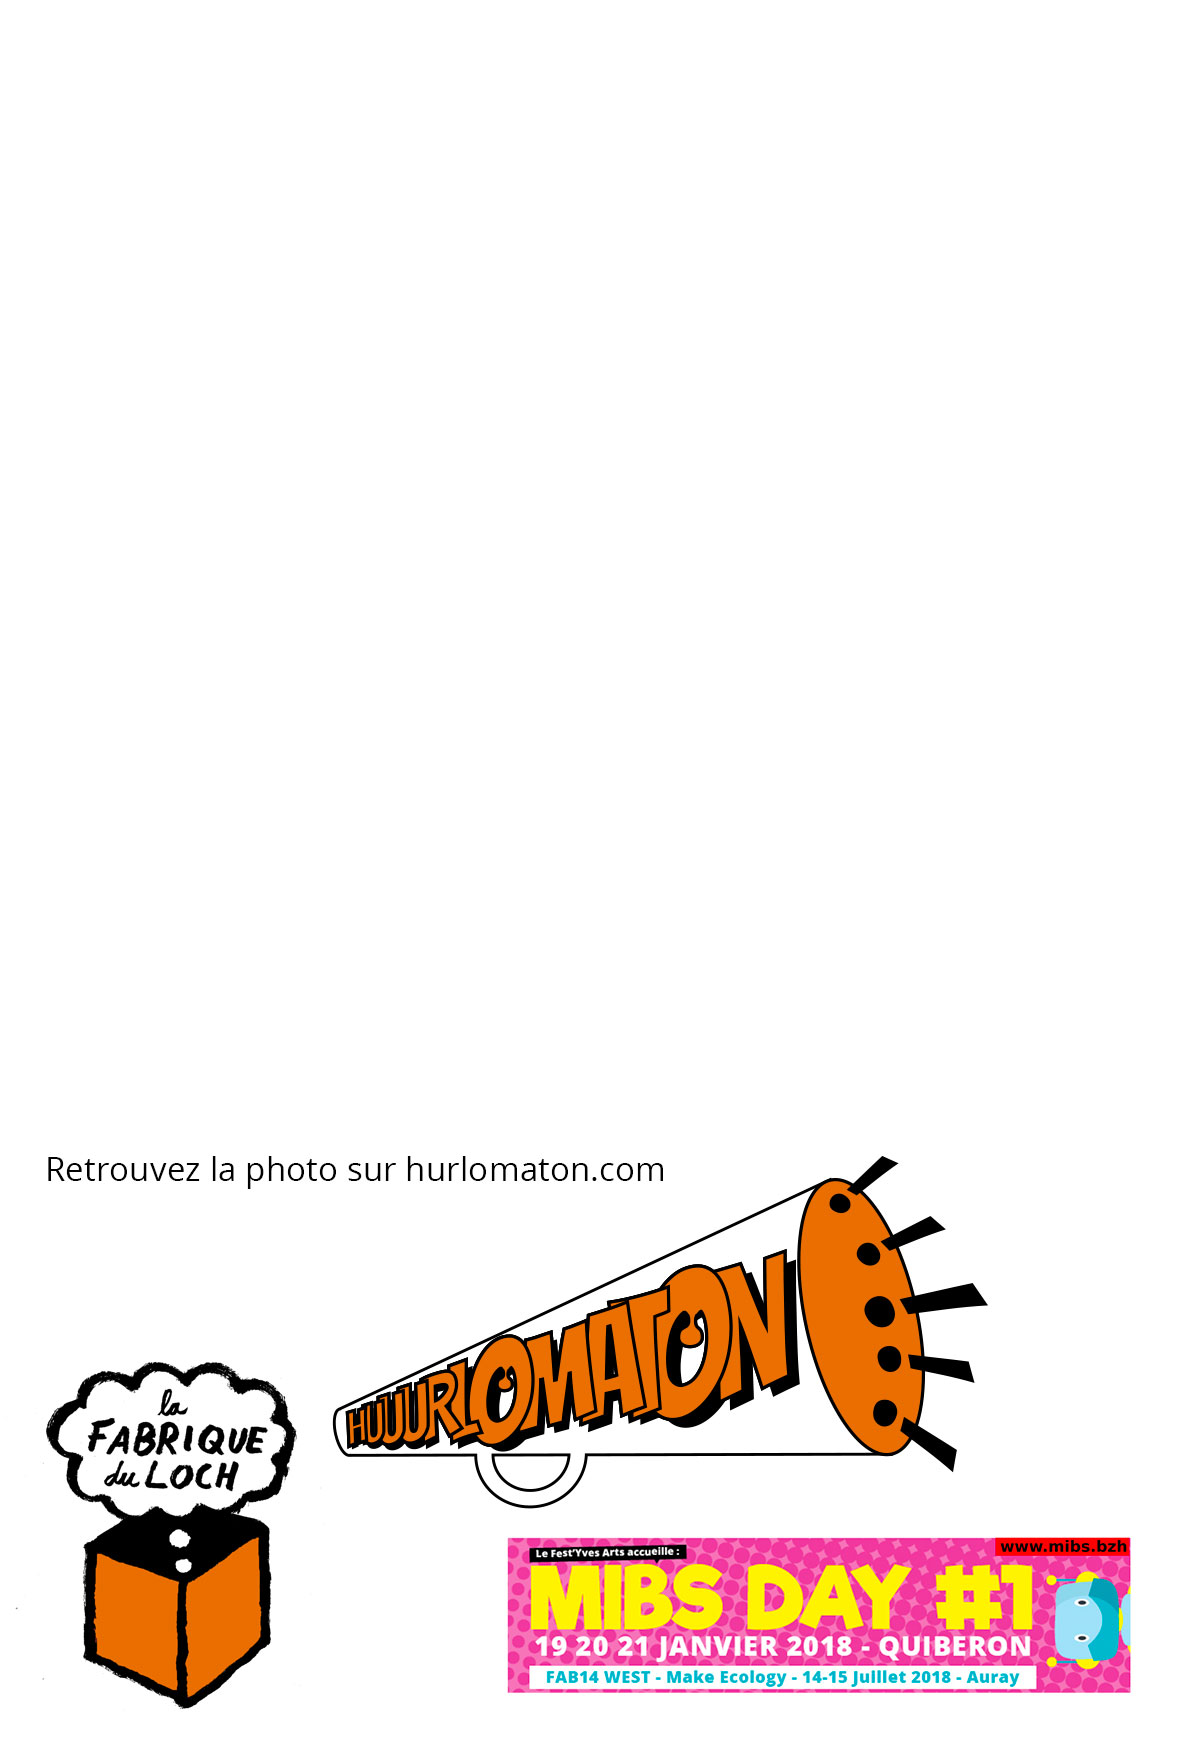 Retrouvez la photo sur hurlomaton.com
HUUURLOMATON
la
FABRIQUE
du LOCH
www.mibs.bzh
Le Fest'Yves Arts accueille :
MIBS DAY #1
19 20 21 JANVIER 2018 - QUIBERON
FAB14 WEST - Make Ecology - 14-15 Juillet 2018 - Auray